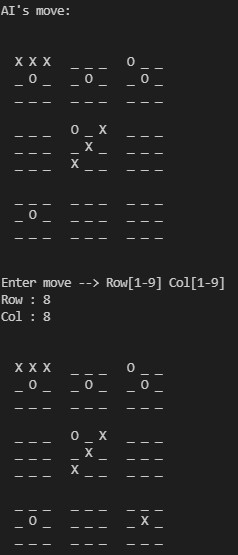 AI's move:
X X X  _ _ _  O _ _
_ O _  _ O _  _ O _
_ _ _  _ _ _  _ _ _
_ _ _  O _ X  _ _ _
_ _ _  _ X _  _ _ _
_ _ _  X _ _  _ _ _
_ _ _  _ _ _  _ _ _
_ O _  _ _ _  _ _ _
_ _ _  _ _ _  _ _ _
Enter move --> Row[1-9] Col[1-9]
Row : 8
Col : 8
X X X  _ _ _  O _ _
_ O _  _ O _  _ O _
_ _ _  _ _ _  _ _ _
_ _ _  O _ X  _ _ _
_ _ _  _ X _  _ _ _
_ _ _  X _ _  _ _ _
_ _ _  _ _ _  _ _ _
_ O _  _ _ _  _ X _
_ _ _  _ _ _  _ _ _